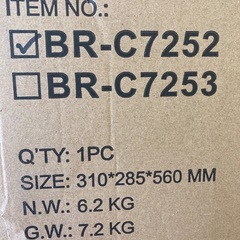 ITEM NO.:
BR-C7252
BR-C7253
Q'TY: 1PC
SIZE: 310*285*560 MM
N.W.: 6.2 KG
G.W.: 7.2 KG